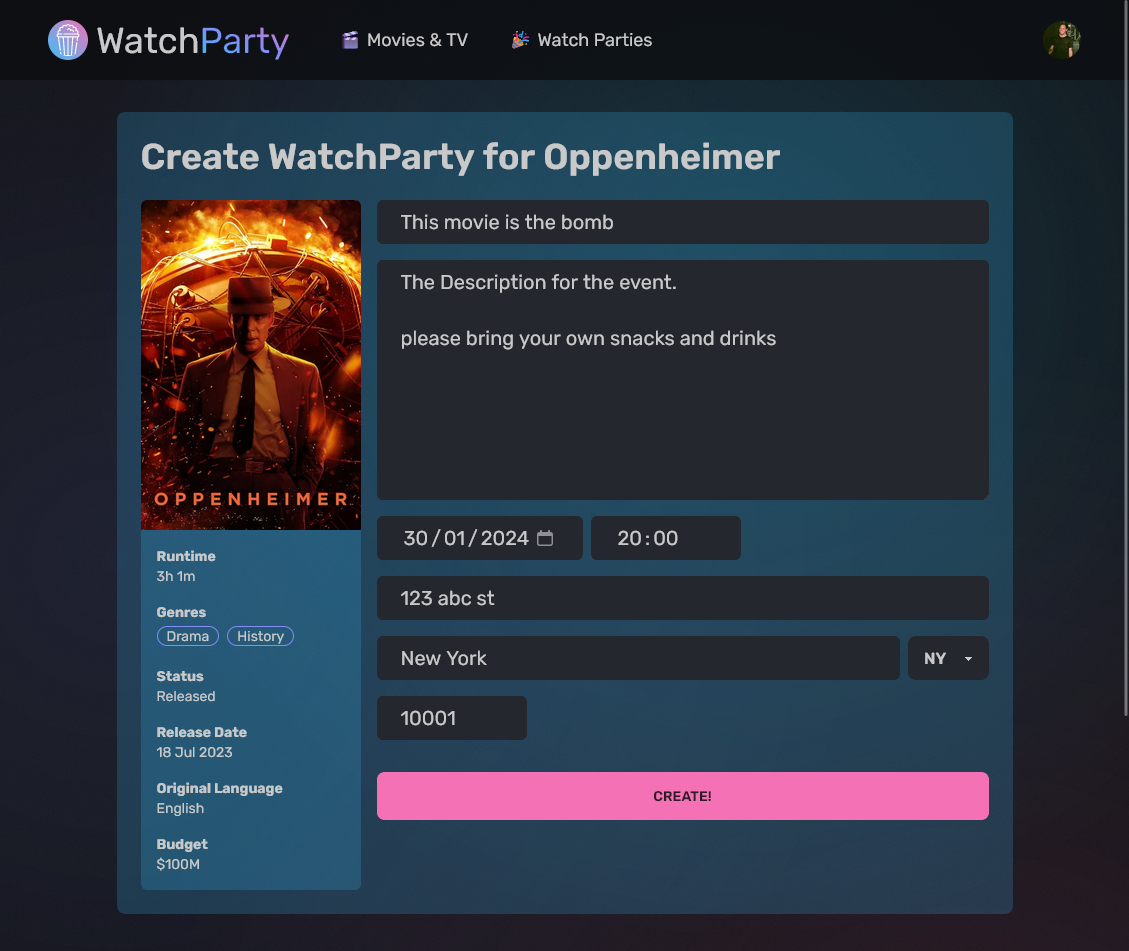 WatchParty
Movies & TV
Watch Parties
Create WatchParty for Oppenheimer
OPPENHEIMER
Runtime
3h 1m
Genres
Drama
History
Status
Released
Release Date
18 Jul 2023
Original Language
English
Budget
$100M
This movie is the bomb
The Description for the event.
please bring your own snacks and drinks
30/01/2024
20:00
123 abc st
New York
NY
10001
CREATE!